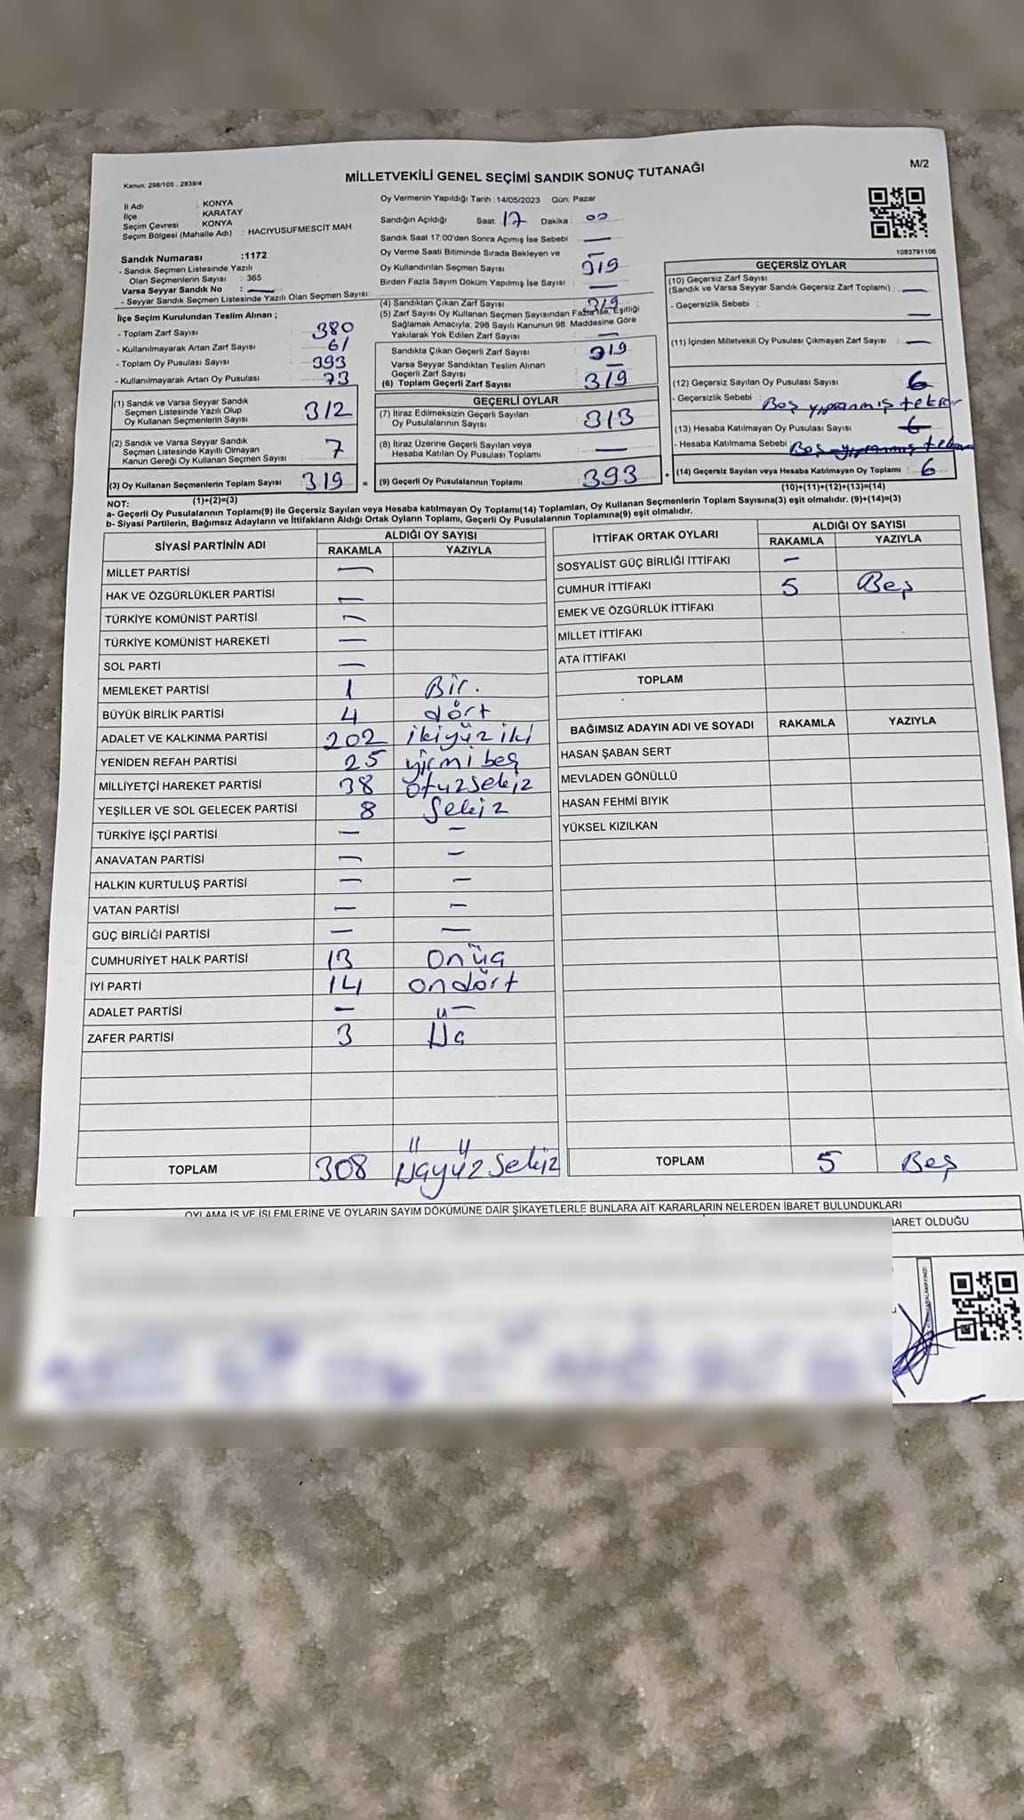 M/2
Kanun: 298/105 , 2839/4
MİLLETVEKİLİ GENEL SEÇİMİ SANDIK SONUÇ TUTANAĞI
İl Adı : KONYA
İlçe : KARATAY
Seçim Çevresi : KONYA
Seçim Bölgesi (Mahalle Adı) : HACIYUSUFMESCİT MAH
Sandık Numarası :1172
- Sandık Seçmen Listesinde Yazılı
Olan Seçmenlerin Sayısı : 365
Varsa Seyyar Sandık No : —
- Seyyar Sandık Seçmen Listesinde Yazılı Olan Seçmen Sayısı:
Oy Vermenin Yapıldığı Tarih :14/05/2023 Gün: Pazar
Sandığın Açıldığı Saat: 17 Dakika 00
Sandık Saat 17:00'den Sonra Açımış İse Sebebi —
Oy Verme Saati Bitiminde Sırada Bekleyen ve
Oy Kullandırılan Seçmen Sayısı 319
Birden Fazla Sayım Döküm Yapılmış İse Sayısı —
(4) Sandıktan Çıkan Zarf Sayısı 319
(5) Zarf Sayısı Oy Kullanan Seçmen Sayısından Fazla İse, Eşitliği
Sağlamak Amacıyla, 298 Sayılı Kanunun 98. Maddesine Göre
Yakılarak Yok Edilen Zarf Sayısı —
1083791106
İlçe Seçim Kurulundan Teslim Alınan ;
- Toplam Zarf Sayısı 380
- Kullanılmayarak Artan Zarf Sayısı 61
- Toplam Oy Pusulası Sayısı 393
- Kullanılmayarak Artan Oy Pusulası 73
(1) Sandık ve Varsa Seyyar Sandık
Seçmen Listesinde Yazılı Olup
Oy Kullanan Seçmenlerin Sayısı 312
(2) Sandık ve Varsa Seyyar Sandık
Seçmen Listesinde Kayıtlı Olmayan
Kanun Gereği Oy Kullanan Seçmen Sayısı 7
(3) Oy Kullanan Seçmenlerin Toplam Sayısı 319 =
(1)+(2)=(3)
Sandıkta Çıkan Geçerli Zarf Sayısı 319
Varsa Seyyar Sandıktan Teslim Alınan
Geçerli Zarf Sayısı —
(6) Toplam Geçerli Zarf Sayısı 319
GEÇERLİ OYLAR
(7) İtiraz Edilmeksizin Geçerli Sayılan
Oy Pusulalarının Sayısı 313
(8) İtiraz Üzerine Geçerli Sayılan veya
Hesaba Katılan Oy Pusulası Toplamı —
(9) Geçerli Oy Pusulalarının Toplamı 393 +
GEÇERSİZ OYLAR
(10) Geçersiz Zarf Sayısı
(Sandık ve Varsa Seyyar Sandık Geçersiz Zarf Toplamı) —
- Geçersizlik Sebebi : —
(11) İçinden Milletvekili Oy Pusulası Çıkmayan Zarf Sayısı —
(12) Geçersiz Sayılan Oy Pusulası Sayısı 6
- Geçersizlik Sebebi : Boş yıpranmış tekrar
(13) Hesaba Katılmayan Oy Pusulası Sayısı 6
- Hesaba Katılmama Sebebi Boş yıpranmış tekrar
(14) Geçersiz Sayılan veya Hesaba Katılmayan Oy Toplamı : 6
(10)+(11)+(12)+(13)=(14)
NOT:
a- Geçerli Oy Pusulalarının Toplam(9) ile Geçersiz Sayılan veya Hesaba katılmayan Oy Toplamı(14) Toplamları, Oy Kullanan Seçmenlerin Toplam Sayısına(3) eşit olmalıdır. (9)+(14)=(3)
b- Siyasi Partilerin, Bağımsız Adayların ve İttifakların Aldığı Ortak Oyların Toplamı, Geçerli Oy Pusulalarının Toplamına(9) eşit olmalıdır.
SİYASİ PARTİNİN ADI ALDIĞI OY SAYISI
RAKAMLA YAZIYLA
MİLLET PARTİSİ —
HAK VE ÖZGÜRLÜKLER PARTİSİ —
TÜRKİYE KOMÜNİST PARTİSİ —
TÜRKİYE KOMÜNİST HAREKETİ —
SOL PARTİ —
MEMLEKET PARTİSİ 1 Bir.
BÜYÜK BİRLİK PARTİSİ 4 dört
ADALET VE KALKINMA PARTİSİ 202 ikiyüz iki
YENİDEN REFAH PARTİSİ 25 yirmi beş
MİLLİYETÇİ HAREKET PARTİSİ 38 Otuzsekiz
YEŞİLLER VE SOL GELECEK PARTİSİ 8 Sekiz
TÜRKİYE İŞÇİ PARTİSİ — —
ANAVATAN PARTİSİ — —
HALKIN KURTULUŞ PARTİSİ — —
VATAN PARTİSİ — —
GÜÇ BİRLİĞİ PARTİSİ — —
CUMHURİYET HALK PARTİSİ 13 Onüç
İYİ PARTİ 14 ondört
ADALET PARTİSİ — —
ZAFER PARTİSİ 3 Üç
TOPLAM 308 Üçyüz Sekiz
İTTİFAK ORTAK OYLARI ALDIĞI OY SAYISI
RAKAMLA YAZIYLA
SOSYALİST GÜÇ BİRLİĞİ İTTİFAKI —
CUMHUR İTTİFAKI 5 Beş
EMEK VE ÖZGÜRLÜK İTTİFAKI
MİLLET İTTİFAKI
ATA İTTİFAKI
TOPLAM
BAĞIMSIZ ADAYIN ADI VE SOYADI RAKAMLA YAZIYLA
HASAN ŞABAN SERT
MEVLADEN GÖNÜLLÜ
HASAN FEHMİ BIYIK
YÜKSEL KIZILKAN
TOPLAM 5 Beş
OYLAMA İŞ VE İŞLEMLERİNE VE OYLARIN SAYIM DÖKÜMÜNE DAİR ŞİKAYETLERLE BUNLARA AİT KARARLARIN NELERDEN İBARET BULUNDUKLARI
BARET OLDUĞU